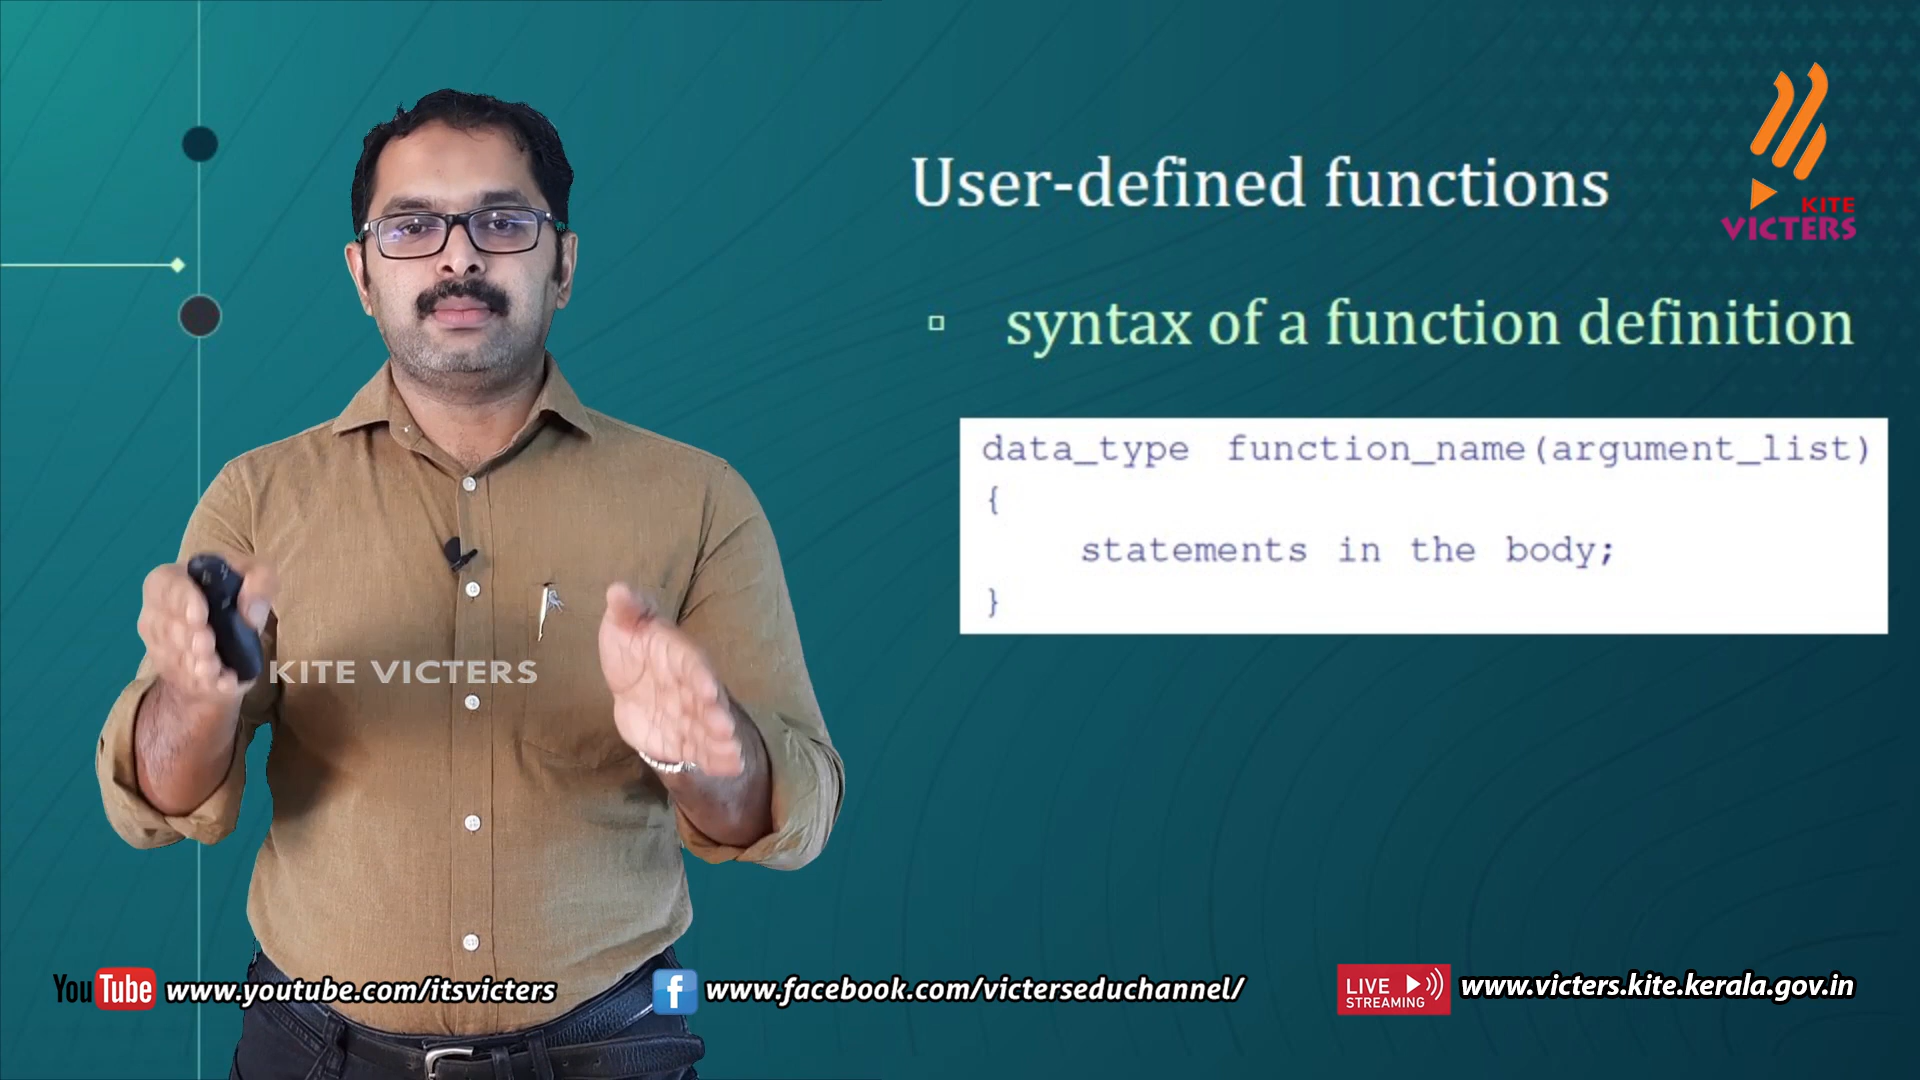 User-defined functions
KITE
VICTERS
syntax of a function definition
data_type function_name(argument_list)
{
statements in the body;
}
KITE VICTERS
YouTube www.youtube.com/itsvicters
f www.facebook.com/victerseduchannel/
LIVE
STREAMING
www.victers.kite.kerala.gov.in